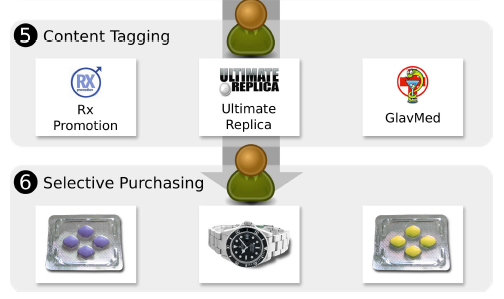 5 Content Tagging
RX
ULTIMATE
REPLICA
Rx
Promotion
Ultimate
Replica
GlavMed
6 Selective Purchasing